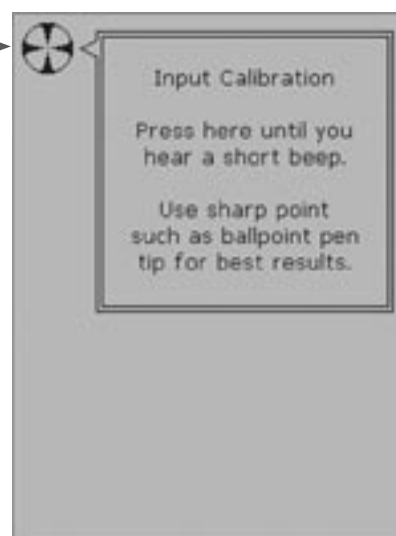 Input Calibration
Press here until you
hear a short beep.
Use sharp point
such as ballpoint pen
tip for best results.